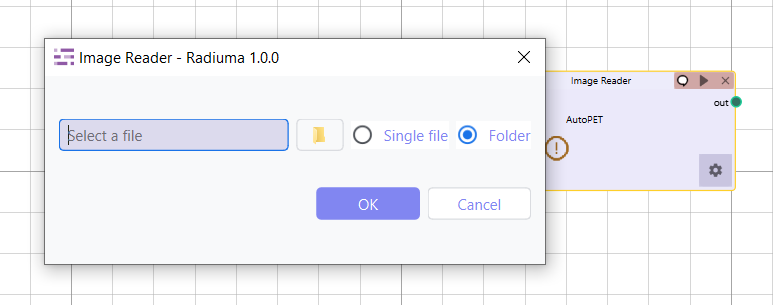 Image Reader - Radiuma 1.0.0
Select a file
Single file
Folder
OK
Cancel
Image Reader
out
AutoPET